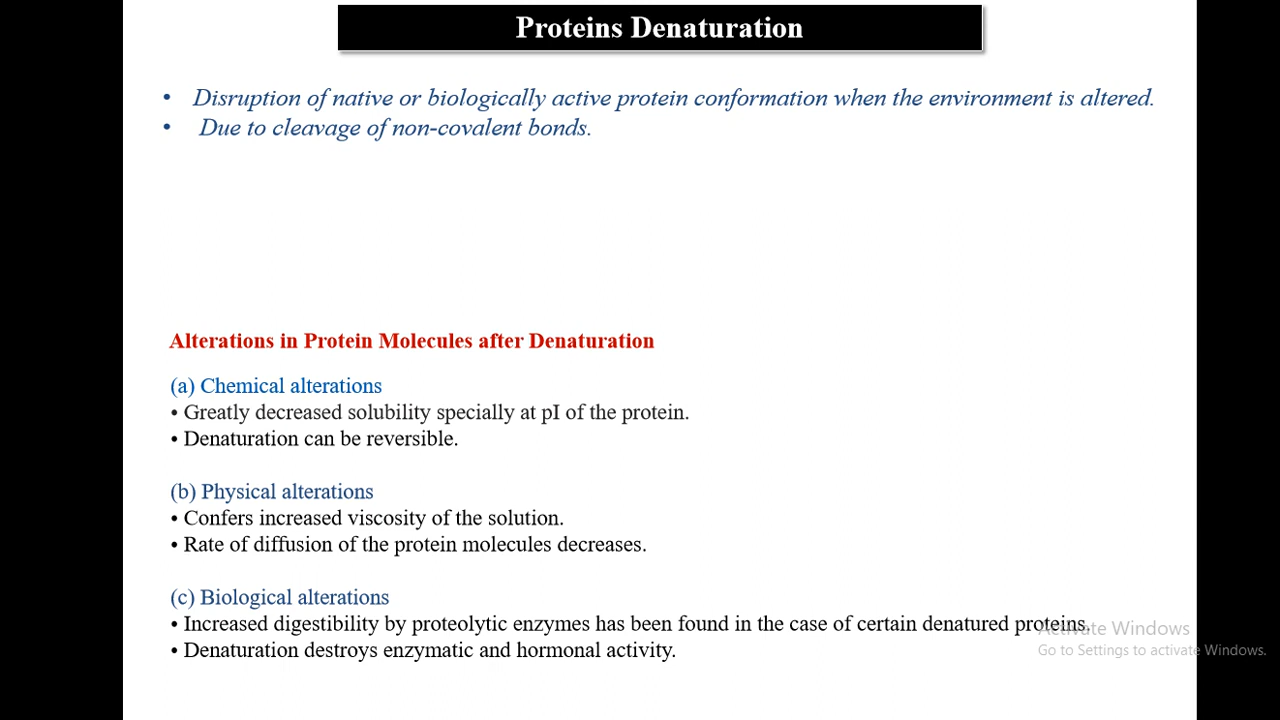 Proteins Denaturation
• Disruption of native or biologically active protein conformation when the environment is altered.
• Due to cleavage of non-covalent bonds.
Alterations in Protein Molecules after Denaturation
(a) Chemical alterations
• Greatly decreased solubility specially at pI of the protein.
• Denaturation can be reversible.
(b) Physical alterations
• Confers increased viscosity of the solution.
• Rate of diffusion of the protein molecules decreases.
(c) Biological alterations
• Increased digestibility by proteolytic enzymes has been found in the case of certain denatured proteins.
• Denaturation destroys enzymatic and hormonal activity.
Activate Windows
Go to Settings to activate Windows.